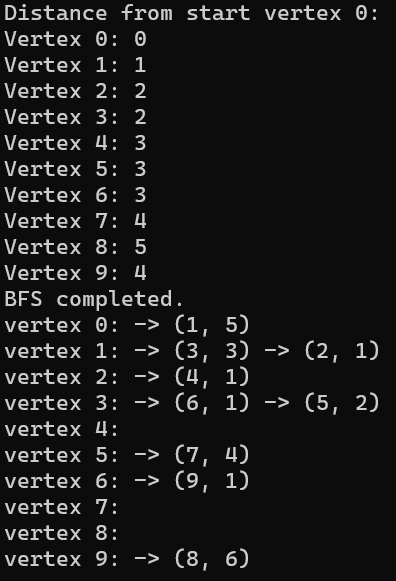 Distance from start vertex 0:
Vertex 0: 0
Vertex 1: 1
Vertex 2: 2
Vertex 3: 2
Vertex 4: 3
Vertex 5: 3
Vertex 6: 3
Vertex 7: 4
Vertex 8: 5
Vertex 9: 4
BFS completed.
vertex 0: -> (1, 5)
vertex 1: -> (3, 3) -> (2, 1)
vertex 2: -> (4, 1)
vertex 3: -> (6, 1) -> (5, 2)
vertex 4:
vertex 5: -> (7, 4)
vertex 6: -> (9, 1)
vertex 7:
vertex 8:
vertex 9: -> (8, 6)